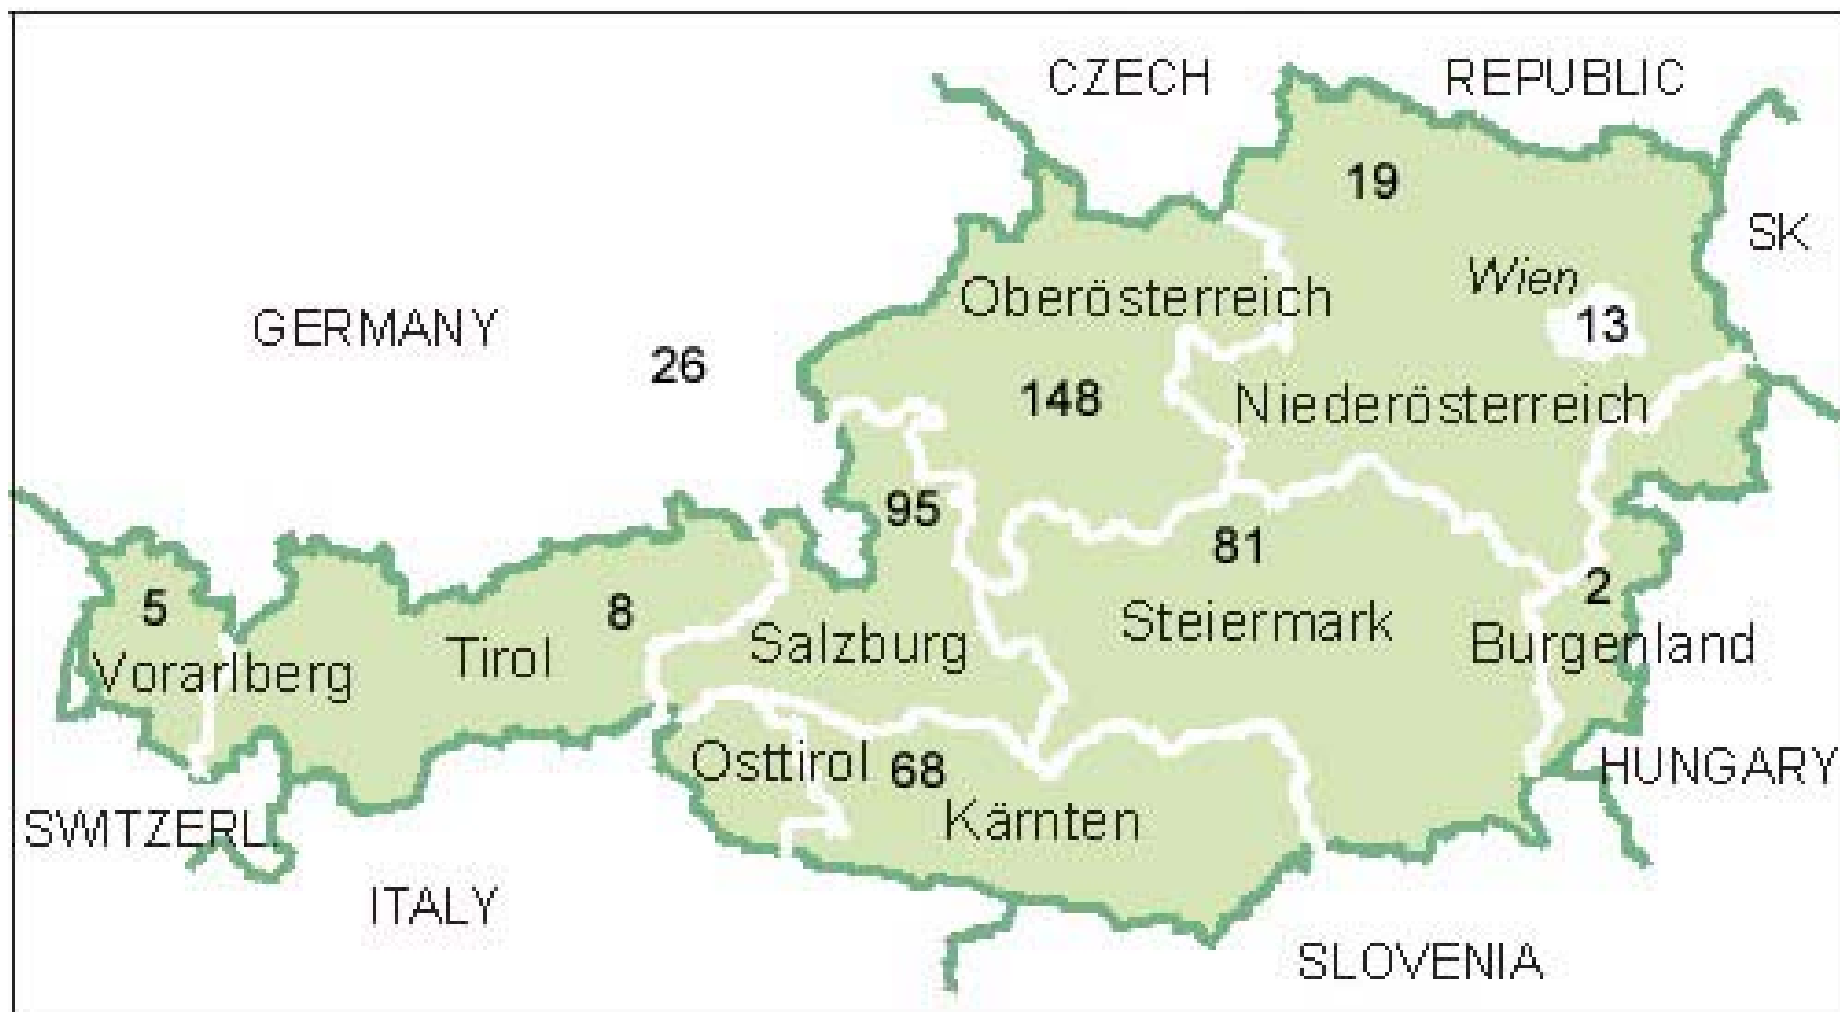 CZECH REPUBLIC
19
SK
Wien
Oberösterreich
13
GERMANY
26
148
Niederösterreich
95
81
5
8
2
Tirol
Salzburg
Steiermark
Burgenland
Vorarlberg
Osttirol
68
Kärnten
HUNGARY
SWITZERL.
ITALY
SLOVENIA